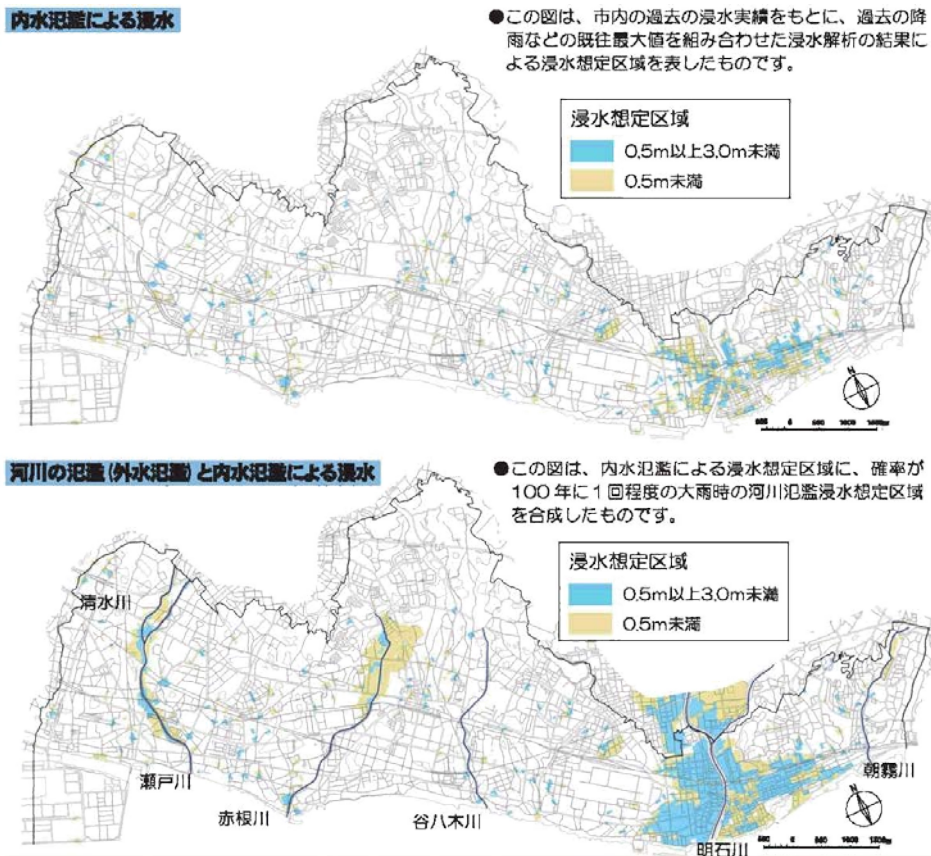 内水氾濫による浸水
●この図は、市内の過去の浸水実績をもとに、過去の降
雨などの既往最大値を組み合わせた浸水解析の結果に
よる浸水想定区域を表したものです。
浸水想定区域
0.5m以上3.0m未満
0.5m未満
N
500 0 500 1000 1500m
河川の氾濫(外水氾濫)と内水氾濫による浸水
●この図は、内水氾濫による浸水想定区域に、確率が
100年に1回程度の大雨時の河川氾濫浸水想定区域
を合成したものです。
浸水想定区域
0.5m以上3.0m未満
0.5m未満
清水川
瀬戸川
赤根川
谷八木川
明石川
朝霧川
N
500 0 500 1000 1500m